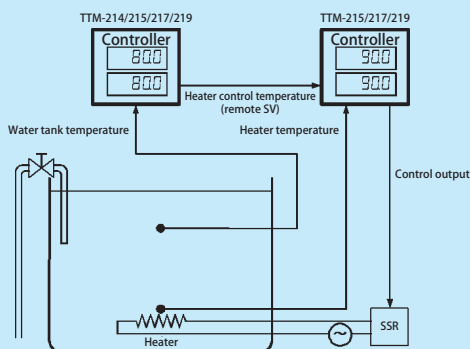 TTM-214/215/217/219
TTM-215/217/219
Controller
80.0
80.0
Controller
90.0
90.0
Heater control temperature
(remote SV)
Water tank temperature
Heater temperature
Control output
SSR
Heater